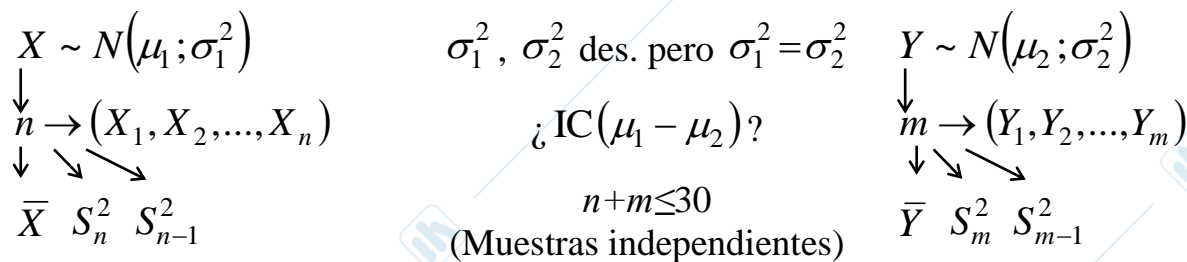 X ~ N(μ₁;σ₁²)    σ₁², σ₂² des. pero σ₁²=σ₂²    Y ~ N(μ₂;σ₂²)
n → (X₁, X₂,..., Xₙ)    ¿IC(μ₁ − μ₂)?    m → (Y₁,Y₂,...,Yₘ)
X̄ Sₙ² Sₙ₋₁²    n+m≤30    Ȳ Sₘ² Sₘ₋₁²
(Muestras independientes)